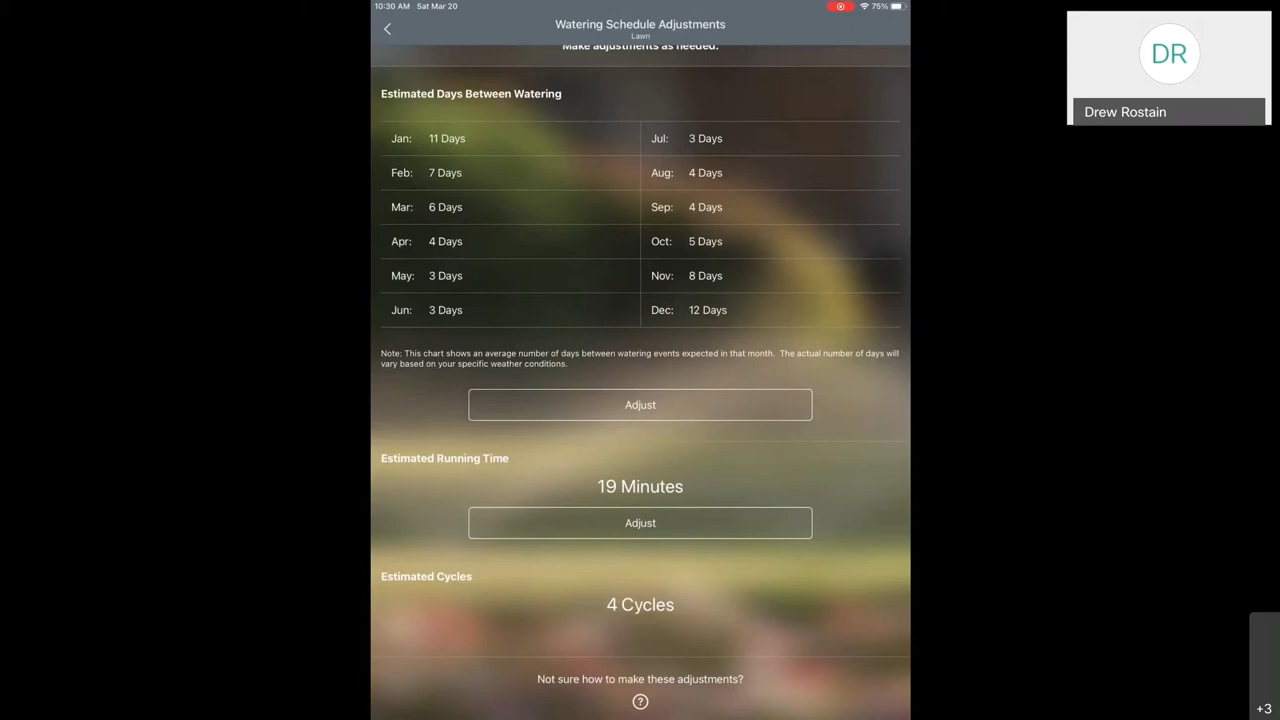 10:30 AM Sat Mar 20
75%
Watering Schedule Adjustments
Lawn
Make adjustments as needed.
Estimated Days Between Watering
Jan: 11 Days
Jul: 3 Days
Feb: 7 Days
Aug: 4 Days
Mar: 6 Days
Sep: 4 Days
Apr: 4 Days
Oct: 5 Days
May: 3 Days
Nov: 8 Days
Jun: 3 Days
Dec: 12 Days
Note: This chart shows an average number of days between watering events expected in that month. The actual number of days will
vary based on your specific weather conditions.
Adjust
Estimated Running Time
19 Minutes
Adjust
Estimated Cycles
4 Cycles
Not sure how to make these adjustments?
?
DR
Drew Rostain
+3